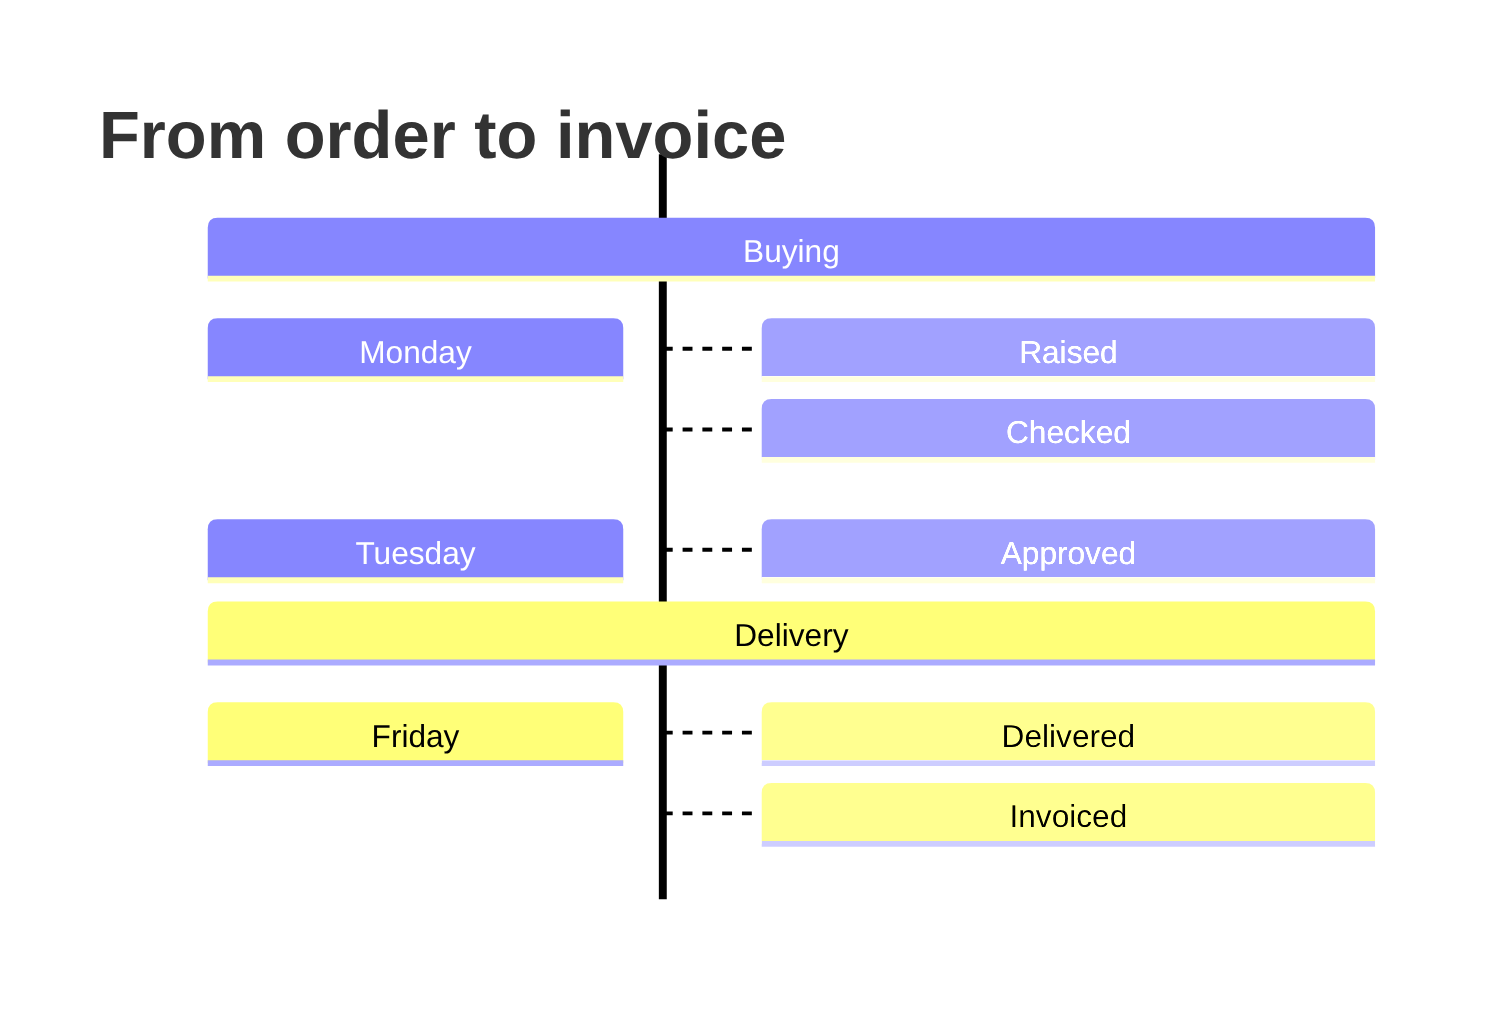 From order to invoice
Buying
Monday
Raised
Checked
Tuesday
Approved
Delivery
Friday
Delivered
Invoiced